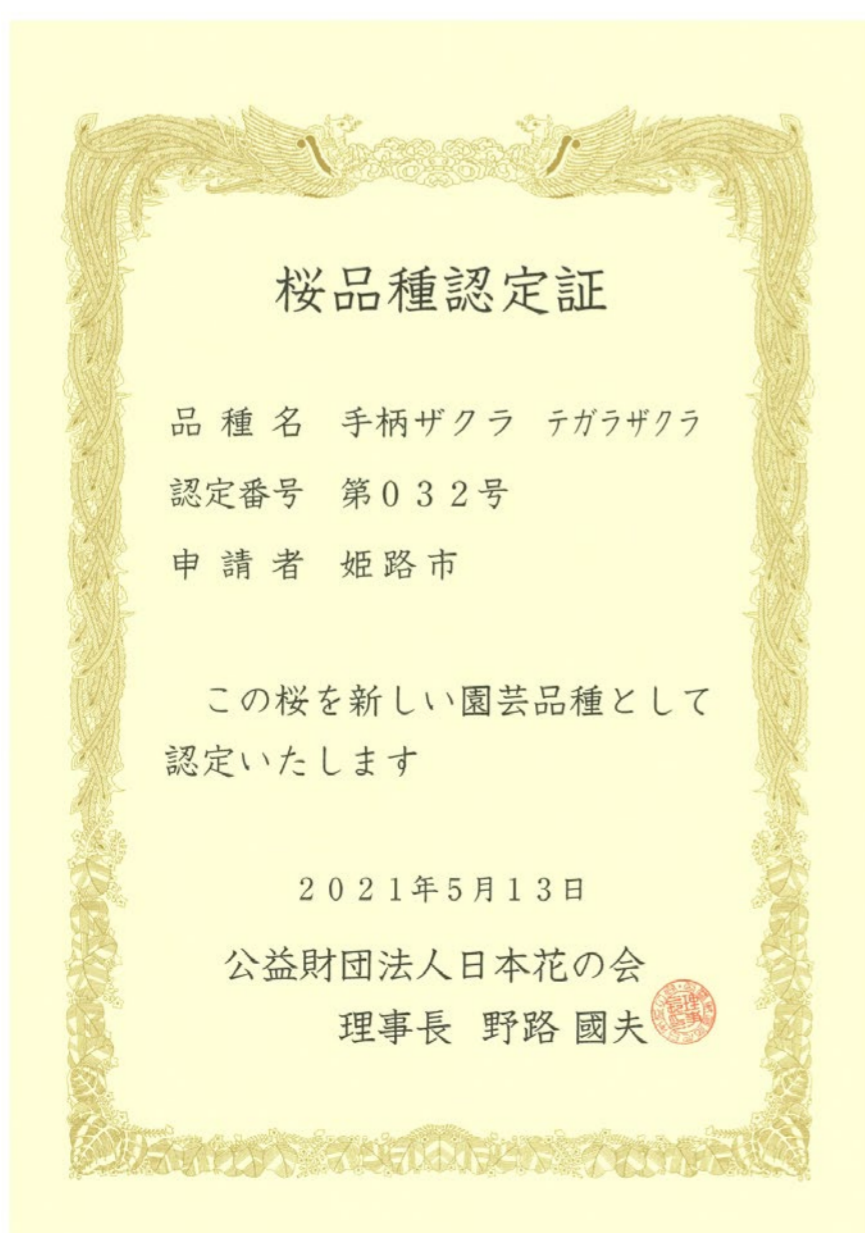 桜品種認定証
品種名　手柄ザクラ　テガラザクラ
認定番号　第032号
申請者　姫路市
この桜を新しい園芸品種として
認定いたします
2021年5月13日
公益財団法人日本花の会
理事長　野路 國夫